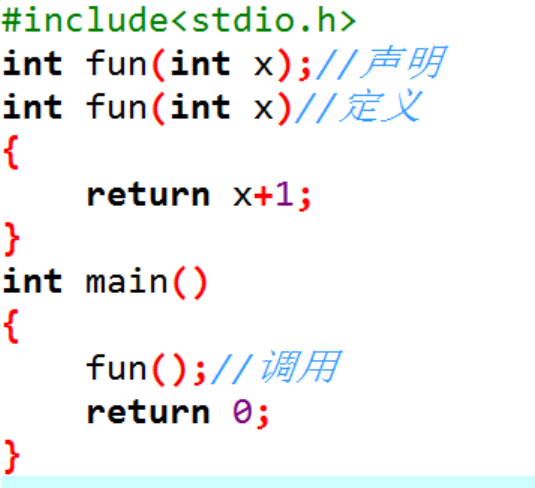 #include<stdio.h>
int fun(int x);//声明
int fun(int x)//定义
{
    return x+1;
}
int main()
{
    fun();//调用
    return 0;
}